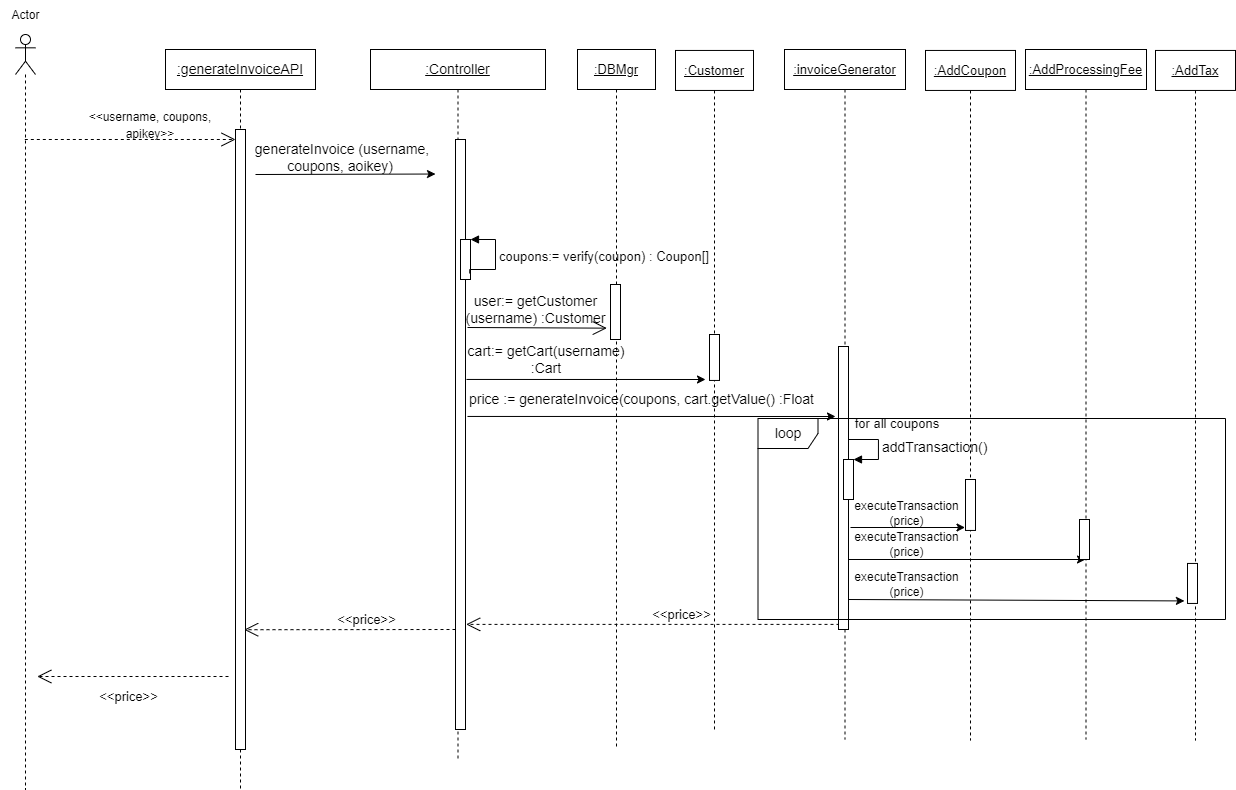 Actor
:generateInvoiceAPI
:Controller
:DBMgr
:Customer
:invoiceGenerator
:AddCoupon
:AddProcessingFee
:AddTax
<<username, coupons,
apikey>>
generateInvoice (username,
coupons, aoikey)
coupons:= verify(coupon) : Coupon[]
user:= getCustomer
(username) :Customer
cart:= getCart(username)
:Cart
price := generateInvoice(coupons, cart.getValue() :Float
loop
for all coupons
addTransaction()
executeTransaction
(price)
executeTransaction
(price)
executeTransaction
(price)
<<price>>
<<price>>
<<price>>